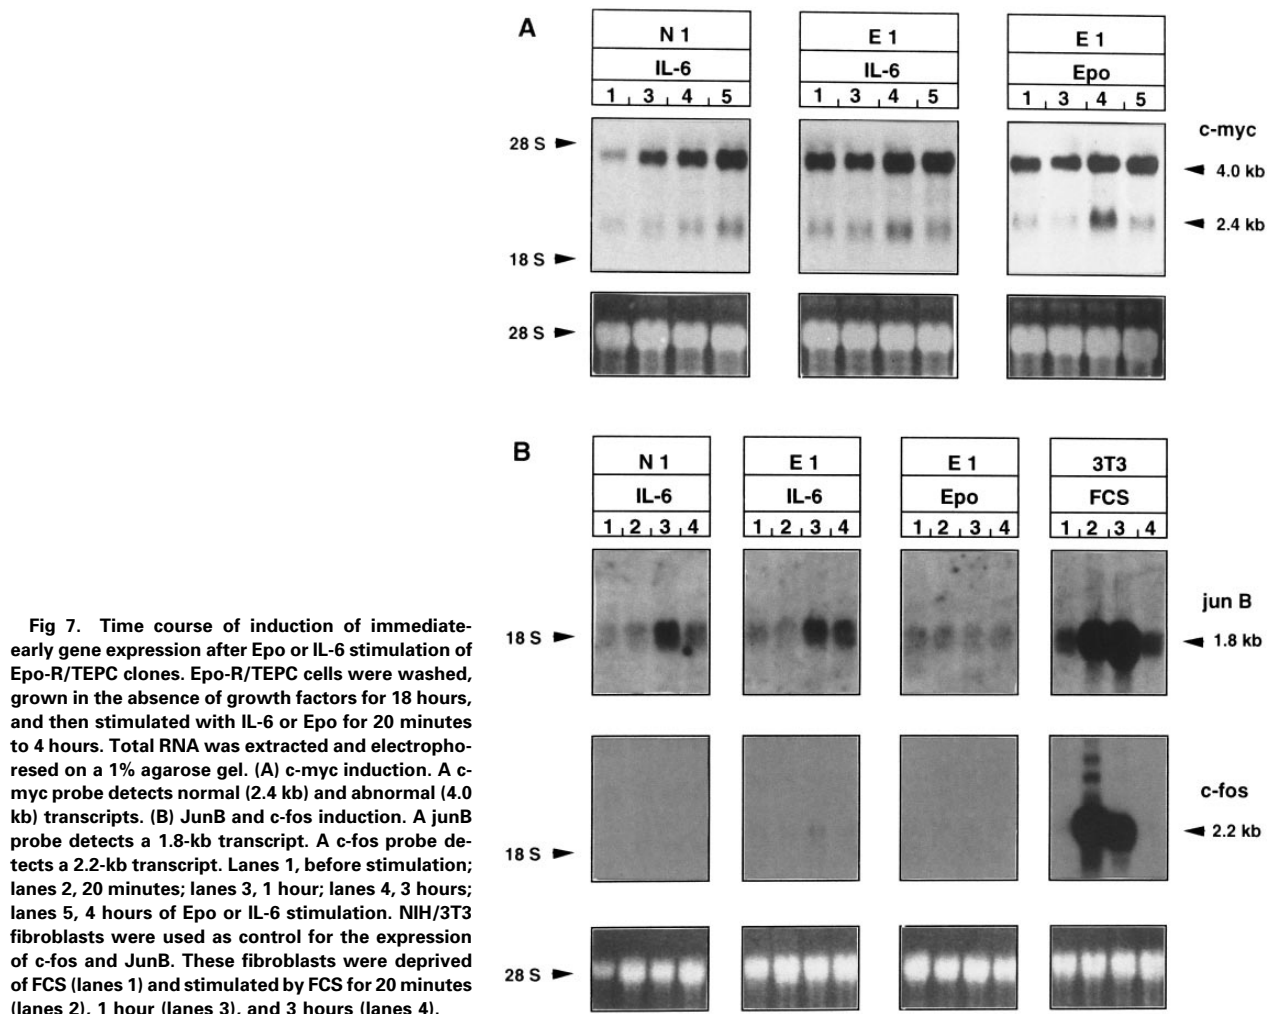 A
N 1
IL-6
1 3 4 5
E 1
IL-6
1 3 4 5
E 1
Epo
1 3 4 5
c-myc
28 S
4.0 kb
2.4 kb
18 S
28 S
B
N 1
IL-6
1 2 3 4
E 1
IL-6
1 2 3 4
E 1
Epo
1 2 3 4
3T3
FCS
1 2 3 4
jun B
18 S
1.8 kb
c-fos
2.2 kb
18 S
28 S
Fig 7. Time course of induction of immediate-
early gene expression after Epo or IL-6 stimulation of
Epo-R/TEPC clones. Epo-R/TEPC cells were washed,
grown in the absence of growth factors for 18 hours,
and then stimulated with IL-6 or Epo for 20 minutes
to 4 hours. Total RNA was extracted and electropho-
resed on a 1% agarose gel. (A) c-myc induction. A c-
myc probe detects normal (2.4 kb) and abnormal (4.0
kb) transcripts. (B) JunB and c-fos induction. A junB
probe detects a 1.8-kb transcript. A c-fos probe de-
tects a 2.2-kb transcript. Lanes 1, before stimulation;
lanes 2, 20 minutes; lanes 3, 1 hour; lanes 4, 3 hours;
lanes 5, 4 hours of Epo or IL-6 stimulation. NIH/3T3
fibroblasts were used as control for the expression
of c-fos and JunB. These fibroblasts were deprived
of FCS (lanes 1) and stimulated by FCS for 20 minutes
(lanes 2), 1 hour (lanes 3), and 3 hours (lanes 4).